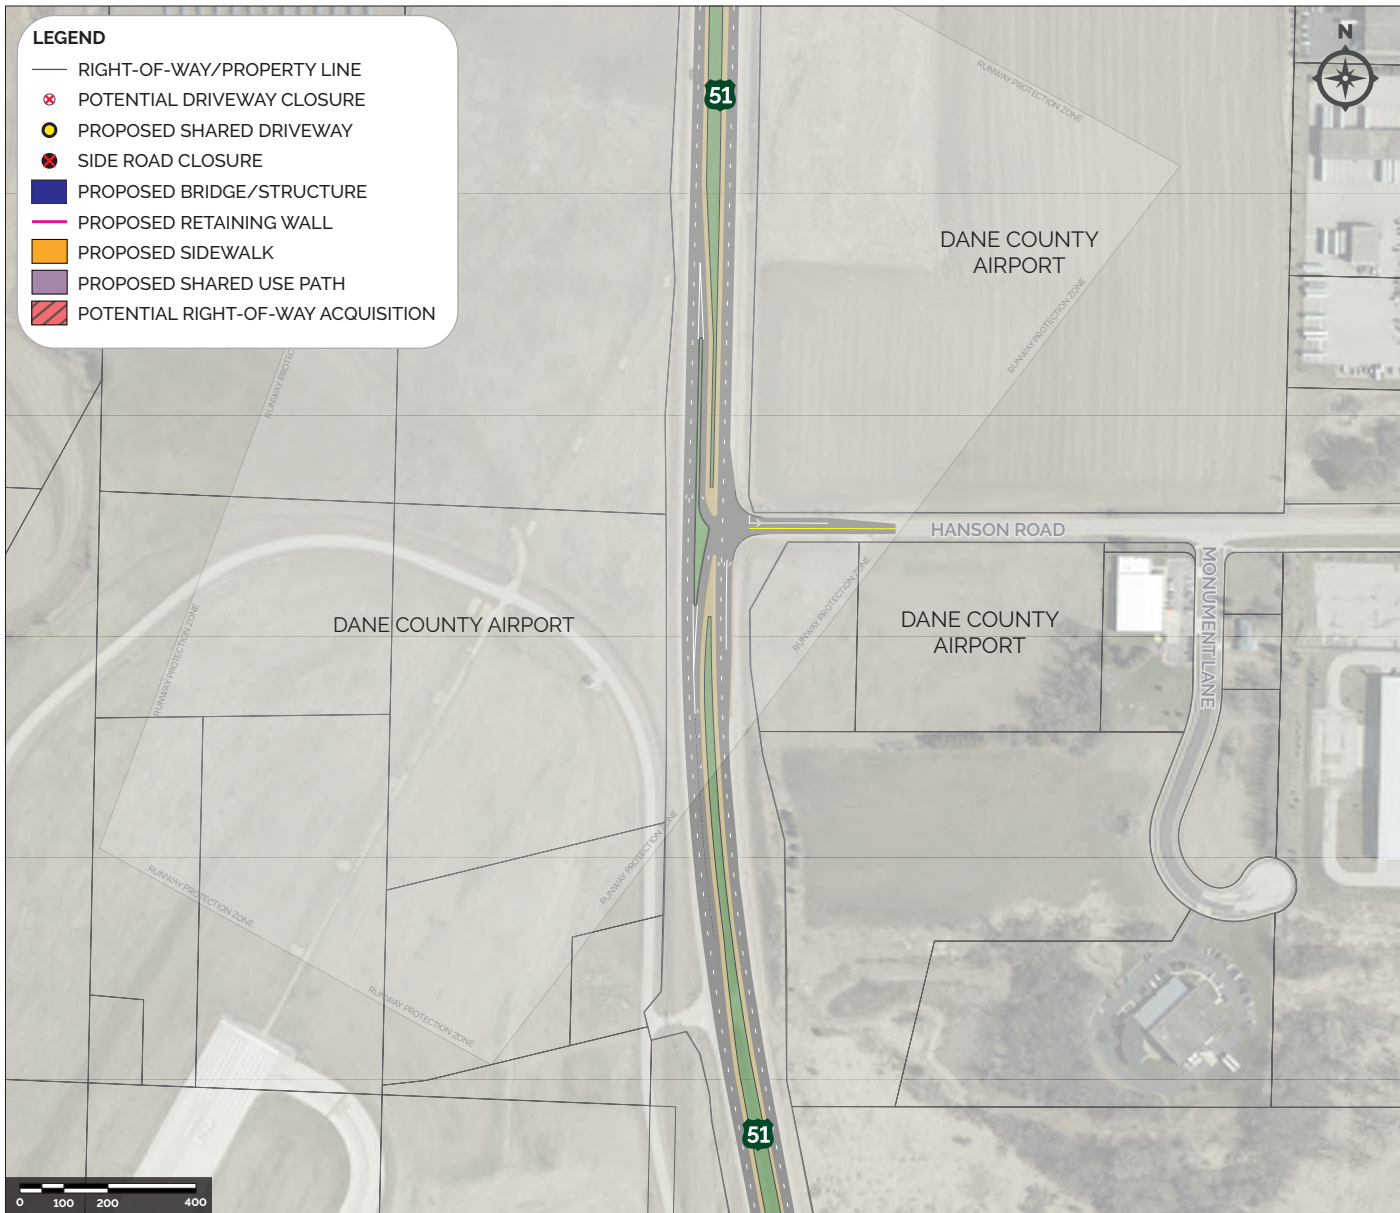 LEGEND
RIGHT-OF-WAY/PROPERTY LINE
POTENTIAL DRIVEWAY CLOSURE
PROPOSED SHARED DRIVEWAY
SIDE ROAD CLOSURE
PROPOSED BRIDGE/STRUCTURE
PROPOSED RETAINING WALL
PROPOSED SIDEWALK
PROPOSED SHARED USE PATH
POTENTIAL RIGHT-OF-WAY ACQUISITION
N
51
RUNWAY PROTECTION ZONE
DANE COUNTY
AIRPORT
RUNWAY PROTECTION ZONE
RUNWAY PROTEC
HANSON ROAD
MONUMENT LANE
RUNWAY PROTECTION ZONE
DANE COUNTY AIRPORT
DANE COUNTY
AIRPORT
RUNWAY PROTECTION ZONE
RUNWAY PROTECTION ZONE
RUNWAY PROTECTION ZONE
RUNWAY PROTECTION ZONE
51
0 100 200 400